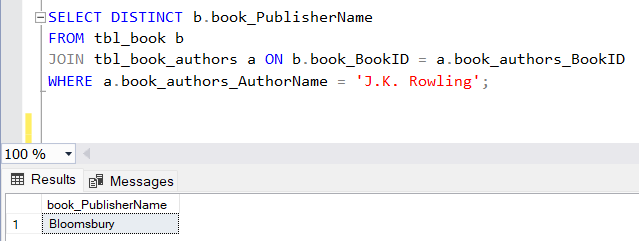 SELECT DISTINCT b.book_PublisherName
FROM tbl_book b
JOIN tbl_book_authors a ON b.book_BookID = a.book_authors_BookID
WHERE a.book_authors_AuthorName = 'J.K. Rowling';
100 %
Results Messages
book_PublisherName
1 Bloomsbury